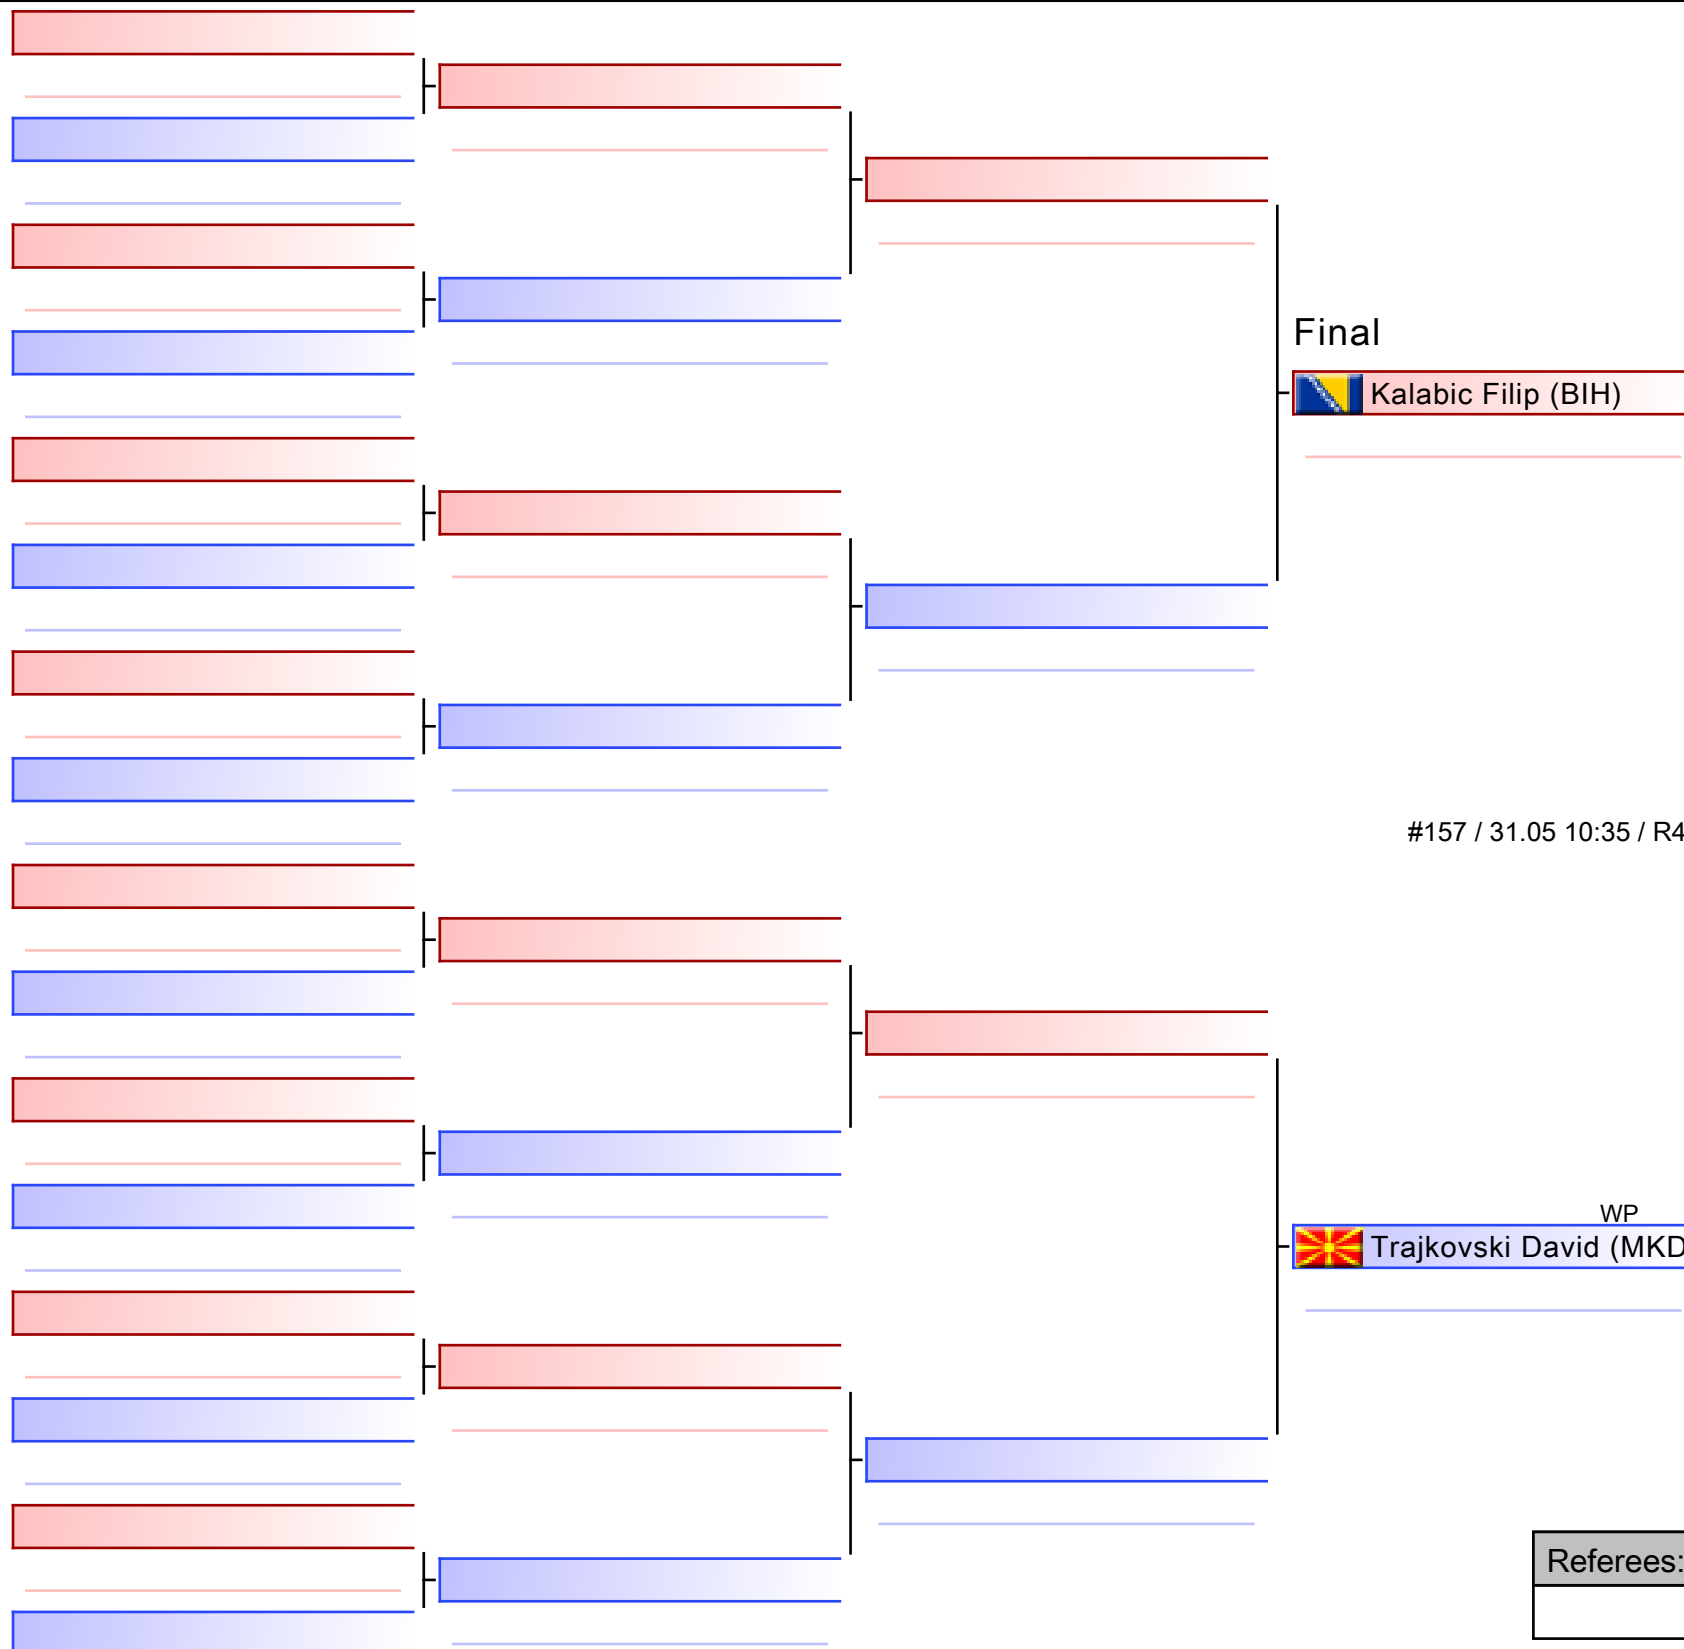 Final
Kalabic Filip (BIH)
#157 / 31.05 10:35 / R4
WP
Trajkovski David (MKD
Referees: